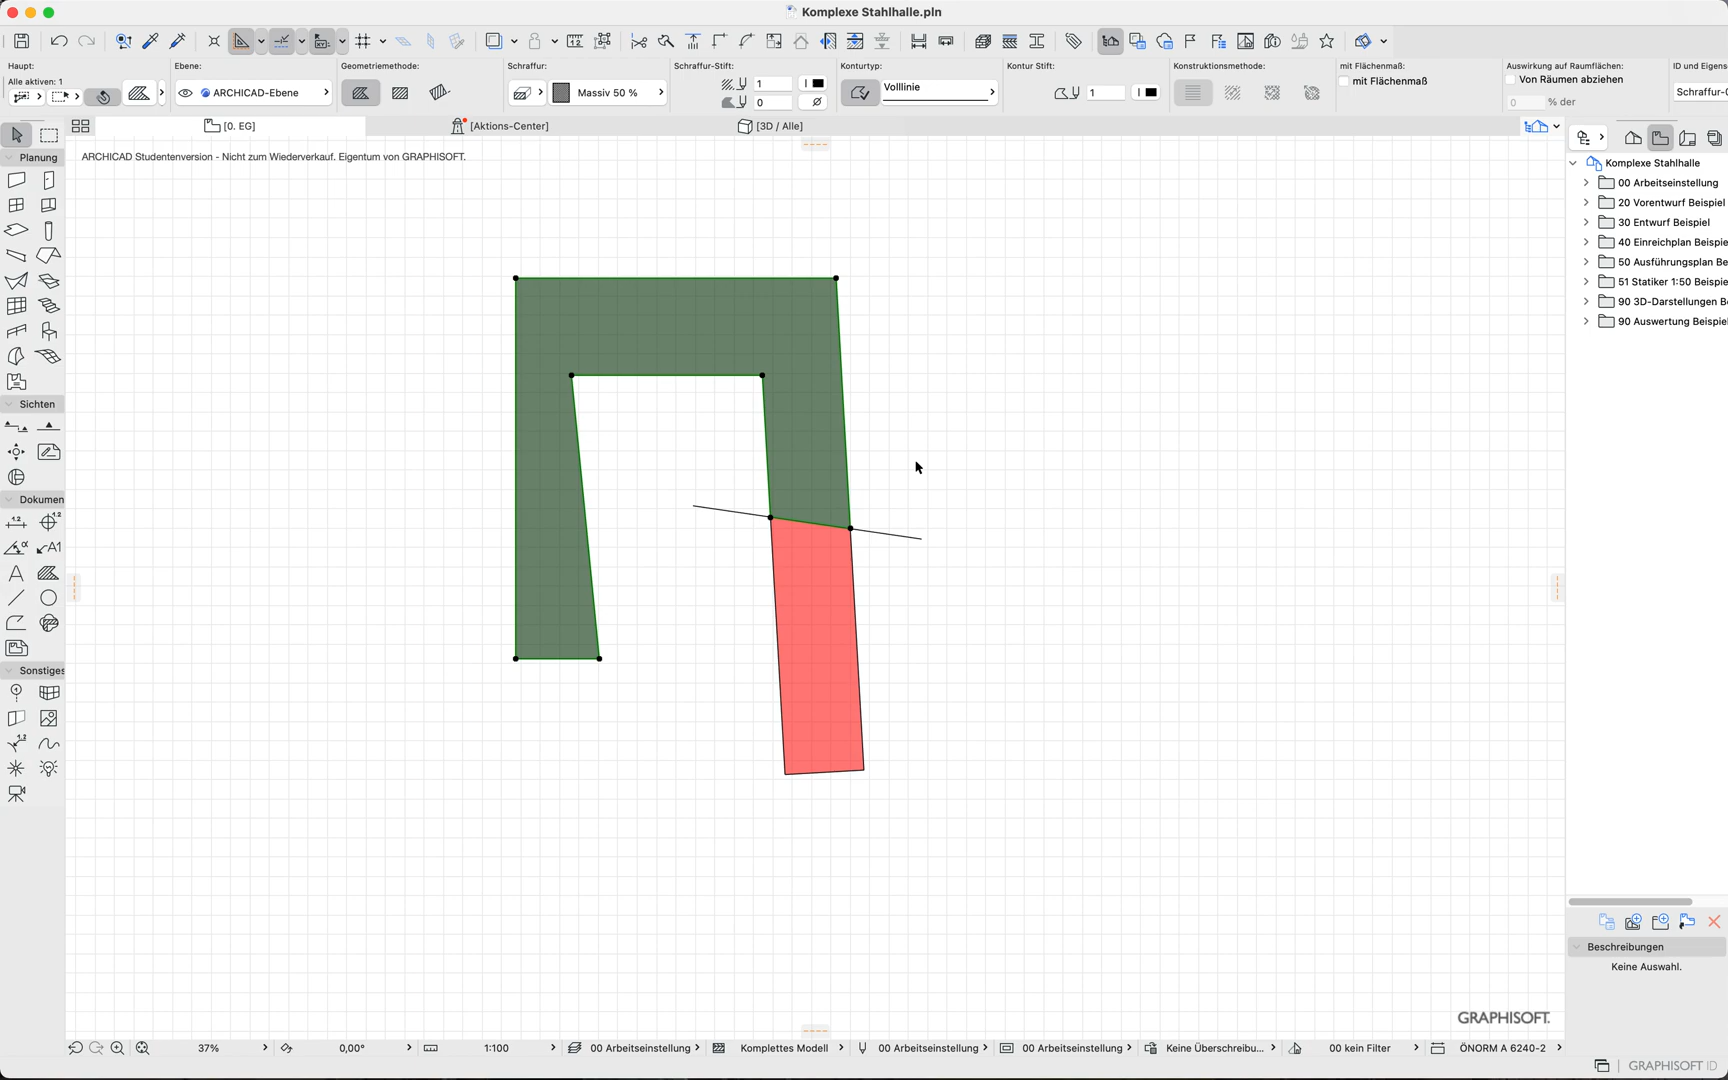 Komplexe Stahlhalle.pln
Haupt:
Alle aktiven: 1
Ebene:
ARCHICAD-Ebene
Geometriemethode:
Schraffur:
Massiv 50 %
Schraffur-Stift:
1
0
Konturtyp:
Volllinie
Kontur Stift:
1
Konstruktionsmethode:
mit Flächenmaß:
mit Flächenmaß
Auswirkung auf Raumflächen:
Von Räumen abziehen
0 % der
ID und Eigens
Schraffur-0
[0. EG]
[Aktions-Center]
[3D / Alle]
ARCHICAD Studentenversion - Nicht zum Wiederverkauf. Eigentum von GRAPHISOFT.
Planung
Sichten
Dokumen
Sonstiges
Komplexe Stahlhalle
00 Arbeitseinstellung
20 Vorentwurf Beispiel
30 Entwurf Beispiel
40 Einreichplan Beispie
50 Ausführungsplan Be
51 Statiker 1:50 Beispie
90 3D-Darstellungen Be
90 Auswertung Beispiel
Beschreibungen
Keine Auswahl.
GRAPHISOFT.
37%
0,00°
1:100
00 Arbeitseinstellung
Komplettes Modell
00 Arbeitseinstellung
00 Arbeitseinstellung
Keine Überschreibu...
00 kein Filter
ÖNORM A 6240-2
GRAPHISOFT ID